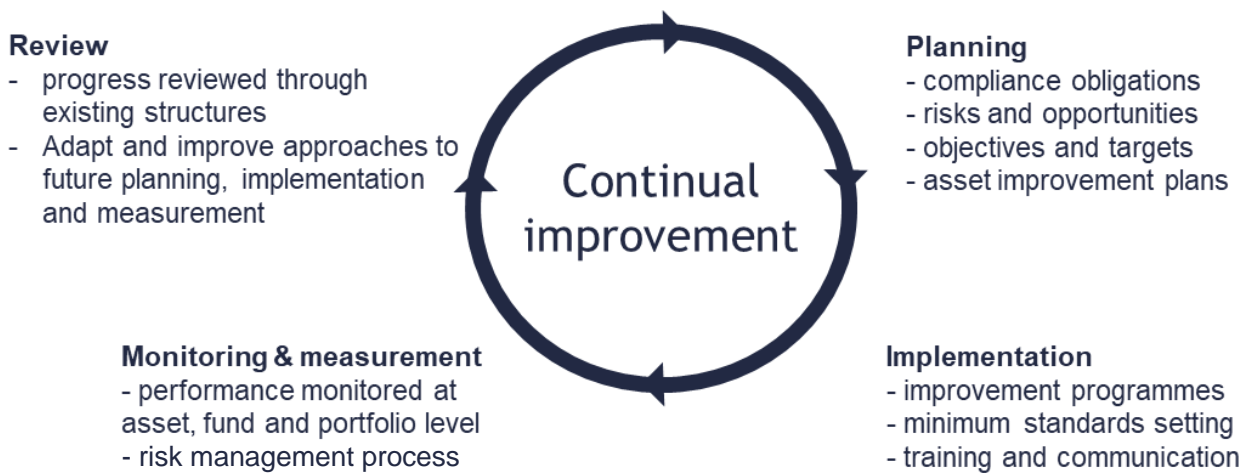 Review
- progress reviewed through
existing structures
- Adapt and improve approaches to
future planning, implementation
and measurement
Continual
improvement
Planning
- compliance obligations
- risks and opportunities
- objectives and targets
- asset improvement plans
Monitoring & measurement
- performance monitored at
asset, fund and portfolio level
- risk management process
Implementation
- improvement programmes
- minimum standards setting
- training and communication